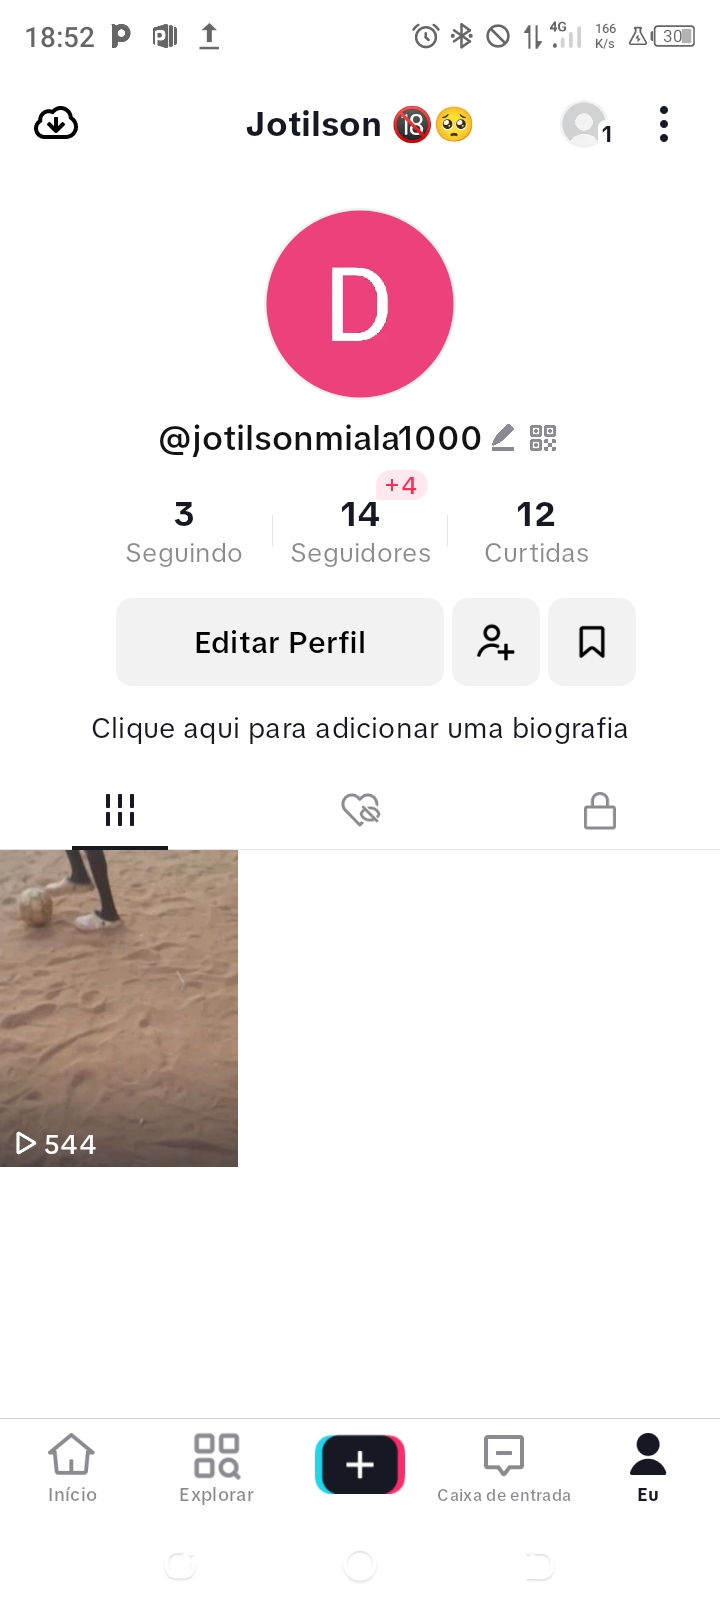 18:52 4G 166 K/s 30
Jotilson 🔞🥺 1
D
@jotilsonmiala1000
+4
3 14 12
Seguindo Seguidores Curtidas
Editar Perfil
Clique aqui para adicionar uma biografia
544
Início Explorar Caixa de entrada Eu